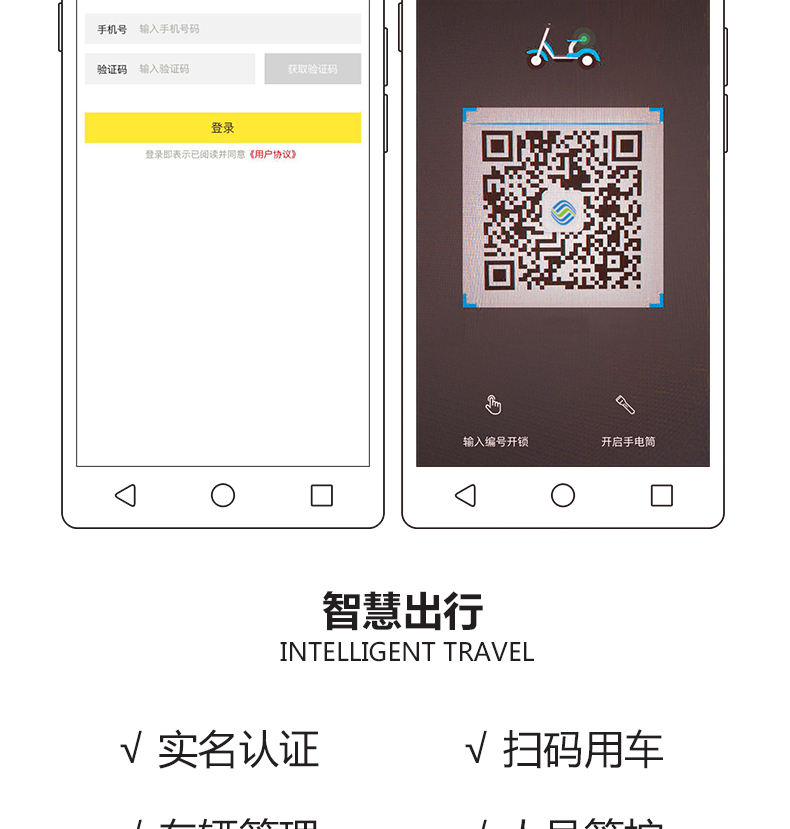 手机号 输入手机号码
验证码 输入验证码 获取验证码
登录
登录即表示已阅读并同意《用户协议》
输入编号开锁 开启手电筒
智慧出行
INTELLIGENT TRAVEL
√ 实名认证 √ 扫码用车